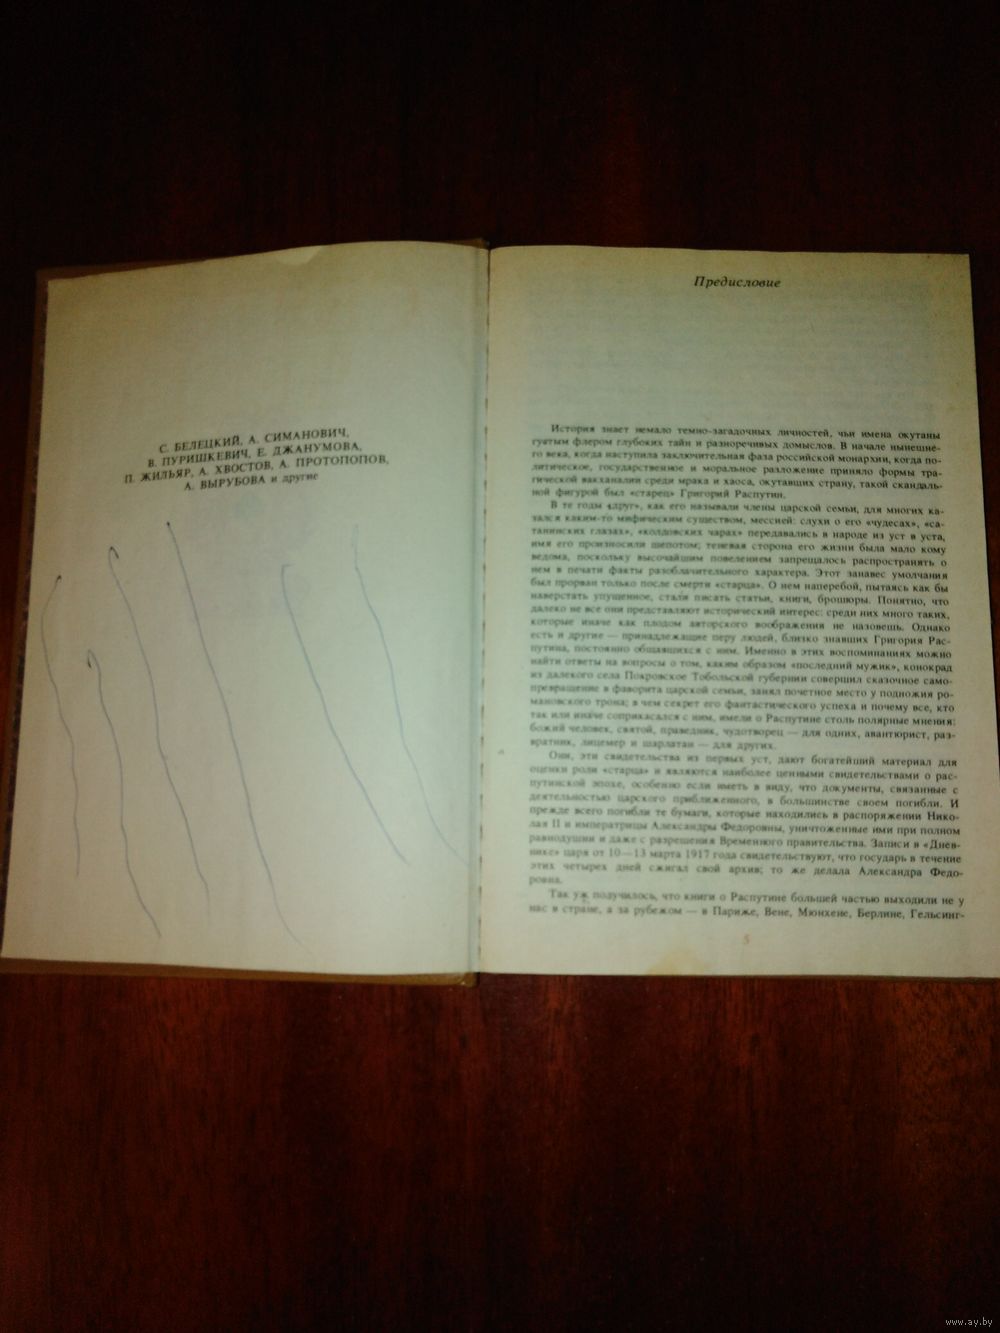 С. БЕЛЕЦКИЙ, А. СИМАНОВИЧ,
В. ПУРИШКЕВИЧ, Е. ДЖАНУМОВА,
П. ЖИЛЬЯР, А. ХВОСТОВ, А. ПРОТОПОПОВ,
А. ВЫРУБОВА и другие
Предисловие
История знает немало темно-загадочных личностей, чьи имена окутаны
густым флером глубоких тайн и разноречивых домыслов. В начале нынешне-
го века, когда наступила заключительная фаза российской монархии, когда по-
литическое, государственное и моральное разложение приняло формы тра-
гической вакханалии среди мрака и хаоса, окутавших страну, такой скандаль-
ной фигурой был «старец» Григорий Распутин.
В те годы «друг», как его называли члены царской семьи, для многих ка-
зался каким-то мифическим существом, мессией: слухи о его «чудесах», «са-
танинских глазах», «колдовских чарах» передавались в народе из уст в уста,
имя его произносили шепотом; теневая сторона его жизни была мало кому
ведома, поскольку высочайшим повелением запрещалось распространять о
нем в печати факты разоблачительного характера. Этот занавес умолчания
был прорван только после смерти «старца». О нем наперебой, пытаясь как бы
наверстать упущенное, стали писать статьи, книги, брошюры. Понятно, что
далеко не все они представляют исторический интерес: среди них много таких,
которые иначе как плодом авторского воображения не назовешь. Однако
есть и другие — принадлежащие перу людей, близко знавших Григория Рас-
путина, постоянно общавшихся с ним. Именно в этих воспоминаниях можно
найти ответы на вопросы о том, каким образом «последний мужик», конокрад
из далекого села Покровское Тобольской губернии совершил сказочное само-
превращение в фаворита царской семьи, занял почетное место у подножия ро-
мановского трона; в чем секрет его фантастического успеха и почему все, кто
так или иначе соприкасался с ним, имели о Распутине столь полярные мнения:
божий человек, святой, праведник, чудотворец — для одних, авантюрист, раз-
вратник, лицемер и шарлатан — для других.
Они, эти свидетельства из первых уст, дают богатейший материал для
оценки роли «старца» и являются наиболее ценными свидетельствами о рас-
путинской эпохе, особенно если иметь в виду, что документы, связанные с
деятельностью царского приближенного, в большинстве своем погибли. И
прежде всего погибли те бумаги, которые находились в распоряжении Нико-
лая II и императрицы Александры Федоровны, уничтоженные ими при полном
равнодушии и даже с разрешения Временного правительства. Записи в «Днев-
нике» царя от 10—13 марта 1917 года свидетельствуют, что государь в течение
этих четырех дней сжигал свой архив; то же делала Александра Федо-
ровна.
Так уж получилось, что книги о Распутине большей частью выходили не у
нас в стране, а за рубежом — в Париже, Вене, Мюнхене, Берлине, Гельсинг-
5
www.ay.by